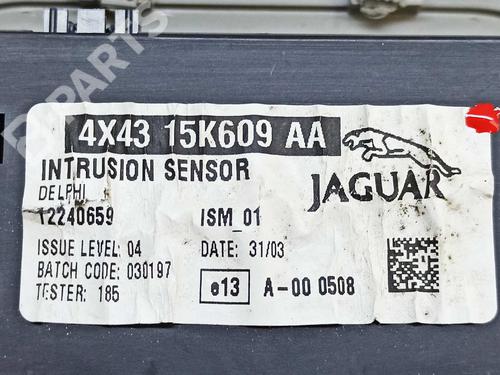 4X43 15K609 AA
INTRUSION SENSOR
DELPHI
JAGUAR
12240659 ISM_01
ISSUE LEVEL: 04 DATE: 31/03
BATCH CODE: 030197
TESTER: 185 e13 A-00 0508
B-PARTS